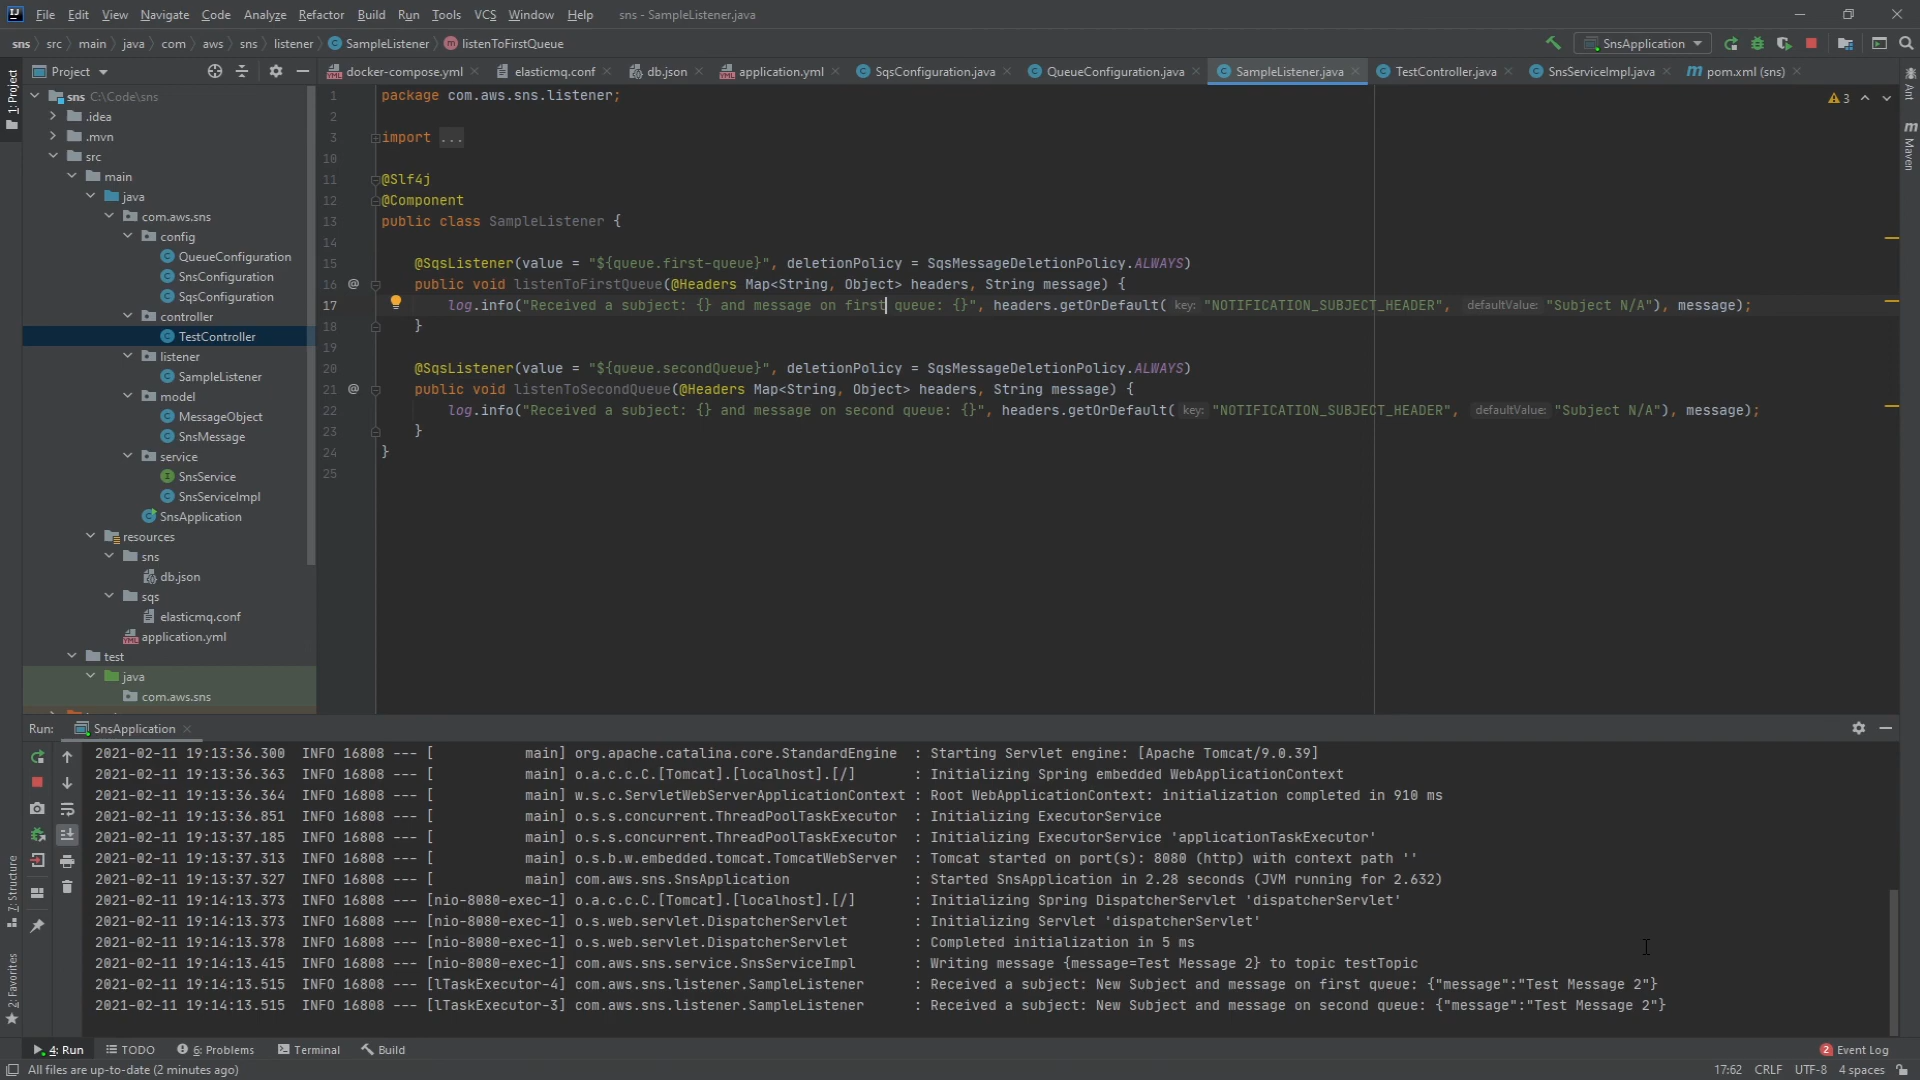 File Edit View Navigate Code Analyze Refactor Build Run Tools VCS Window Help sns - SampleListener.java
sns src main java com aws sns listener SampleListener listenToFirstQueue
SnsApplication
Project
docker-compose.yml elasticmq.conf db.json application.yml SqsConfiguration.java QueueConfiguration.java SampleListener.java TestController.java SnsServiceImpl.java pom.xml (sns)
1: Project
Ant
Maven
sns C:\Code\sns
.idea
.mvn
src
main
java
com.aws.sns
config
QueueConfiguration
SnsConfiguration
SqsConfiguration
controller
TestController
listener
SampleListener
model
MessageObject
SnsMessage
service
SnsService
SnsServiceImpl
SnsApplication
resources
sns
db.json
sqs
elasticmq.conf
application.yml
test
java
com.aws.sns
3
1 package com.aws.sns.listener;
2
3 import ...
10
11 @Slf4j
12 @Component
13 public class SampleListener {
14
15 @SqsListener(value = "${queue.first-queue}", deletionPolicy = SqsMessageDeletionPolicy.ALWAYS)
16 @ public void listenToFirstQueue(@Headers Map<String, Object> headers, String message) {
17 log.info("Received a subject: {} and message on first queue: {}", headers.getOrDefault( key: "NOTIFICATION_SUBJECT_HEADER", defaultValue: "Subject N/A"), message);
18 }
19
20 @SqsListener(value = "${queue.secondQueue}", deletionPolicy = SqsMessageDeletionPolicy.ALWAYS)
21 @ public void listenToSecondQueue(@Headers Map<String, Object> headers, String message) {
22 log.info("Received a subject: {} and message on second queue: {}", headers.getOrDefault( key: "NOTIFICATION_SUBJECT_HEADER", defaultValue: "Subject N/A"), message);
23 }
24 }
25
Run: SnsApplication
2021-02-11 19:13:36.300 INFO 16808 --- [ main] org.apache.catalina.core.StandardEngine : Starting Servlet engine: [Apache Tomcat/9.0.39]
2021-02-11 19:13:36.363 INFO 16808 --- [ main] o.a.c.c.C.[Tomcat].[localhost].[/] : Initializing Spring embedded WebApplicationContext
2021-02-11 19:13:36.364 INFO 16808 --- [ main] w.s.c.ServletWebServerApplicationContext : Root WebApplicationContext: initialization completed in 910 ms
2021-02-11 19:13:36.851 INFO 16808 --- [ main] o.s.s.concurrent.ThreadPoolTaskExecutor : Initializing ExecutorService
2021-02-11 19:13:37.185 INFO 16808 --- [ main] o.s.s.concurrent.ThreadPoolTaskExecutor : Initializing ExecutorService 'applicationTaskExecutor'
2021-02-11 19:13:37.313 INFO 16808 --- [ main] o.s.b.w.embedded.tomcat.TomcatWebServer : Tomcat started on port(s): 8080 (http) with context path ''
2021-02-11 19:13:37.327 INFO 16808 --- [ main] com.aws.sns.SnsApplication : Started SnsApplication in 2.28 seconds (JVM running for 2.632)
2021-02-11 19:14:13.373 INFO 16808 --- [nio-8080-exec-1] o.a.c.c.C.[Tomcat].[localhost].[/] : Initializing Spring DispatcherServlet 'dispatcherServlet'
2021-02-11 19:14:13.373 INFO 16808 --- [nio-8080-exec-1] o.s.web.servlet.DispatcherServlet : Initializing Servlet 'dispatcherServlet'
2021-02-11 19:14:13.378 INFO 16808 --- [nio-8080-exec-1] o.s.web.servlet.DispatcherServlet : Completed initialization in 5 ms
2021-02-11 19:14:13.415 INFO 16808 --- [nio-8080-exec-1] com.aws.sns.service.SnsServiceImpl : Writing message {message=Test Message 2} to topic testTopic
2021-02-11 19:14:13.515 INFO 16808 --- [lTaskExecutor-4] com.aws.sns.listener.SampleListener : Received a subject: New Subject and message on first queue: {"message":"Test Message 2"}
2021-02-11 19:14:13.515 INFO 16808 --- [lTaskExecutor-3] com.aws.sns.listener.SampleListener : Received a subject: New Subject and message on second queue: {"message":"Test Message 2"}
7: Structure
2: Favorites
4: Run TODO 6: Problems Terminal Build 2 Event Log
All files are up-to-date (2 minutes ago) 17:62 CRLF UTF-8 4 spaces